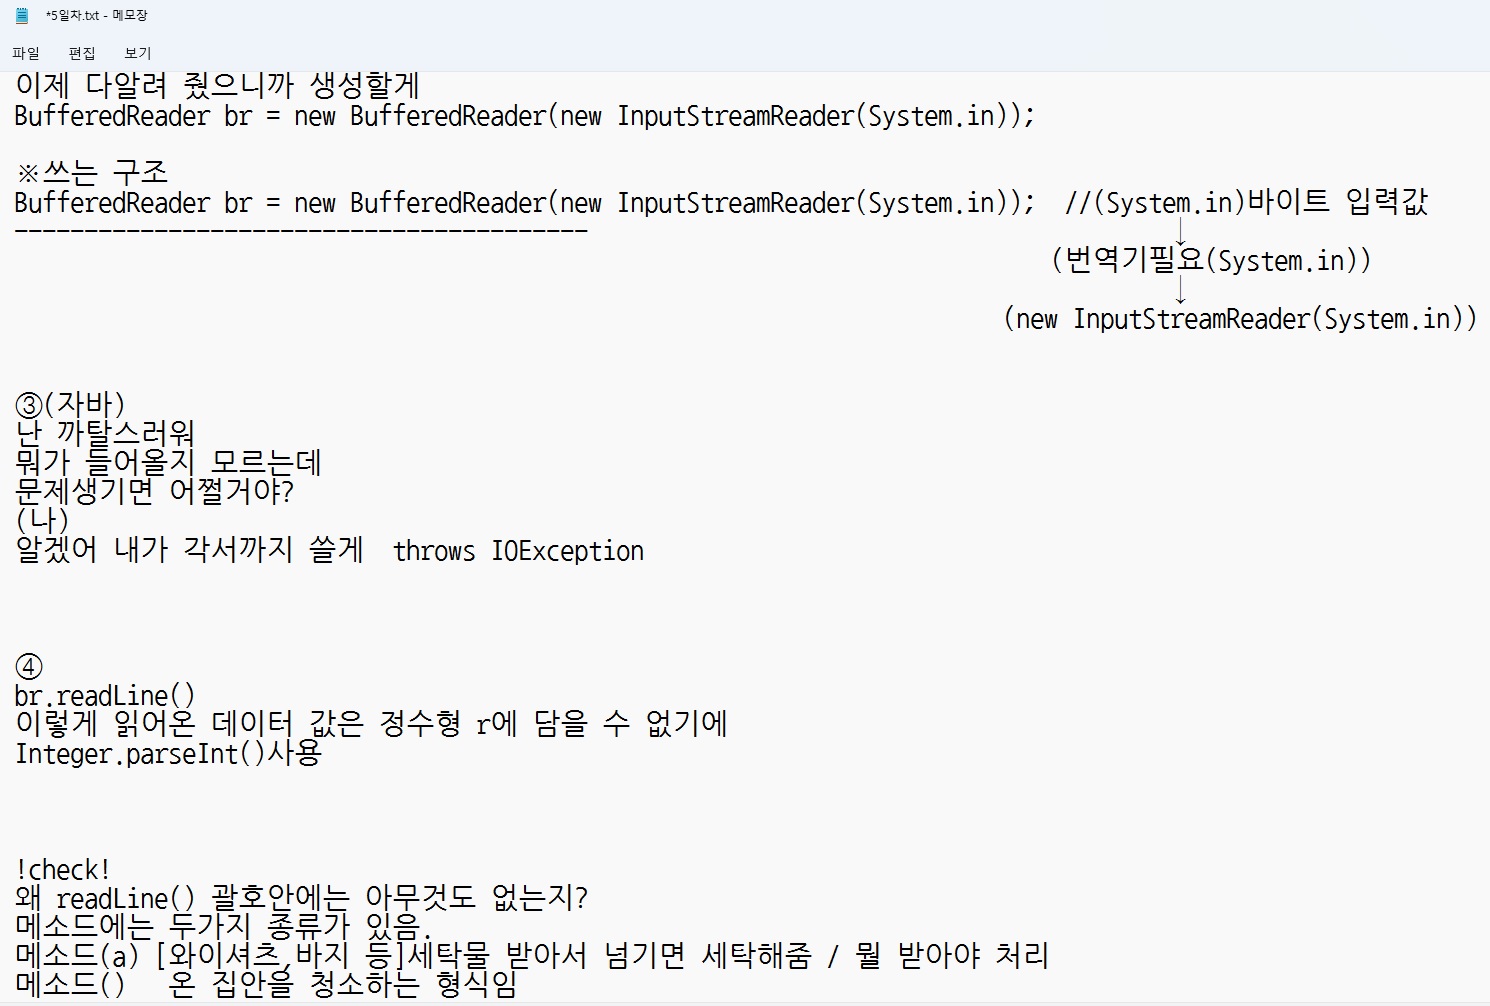 *5일차.txt - 메모장
파일 편집 보기
이제 다알려 줬으니까 생성할게
BufferedReader br = new BufferedReader(new InputStreamReader(System.in));
※쓰는 구조
BufferedReader br = new BufferedReader(new InputStreamReader(System.in)); //(System.in)바이트 입력값
-----------------------------------------
↓
(번역기필요(System.in))
↓
(new InputStreamReader(System.in))
③(자바)
난 까탈스러워
뭐가 들어올지 모르는데
문제생기면 어쩔거야?
(나)
알겠어 내가 각서까지 쓸게 throws IOException
④
br.readLine()
이렇게 읽어온 데이터 값은 정수형 r에 담을 수 없기에
Integer.parseInt()사용
!check!
왜 readLine() 괄호안에는 아무것도 없는지?
메소드에는 두가지 종류가 있음.
메소드(a) [와이셔츠,바지 등]세탁물 받아서 넘기면 세탁해줌 / 뭘 받아야 처리
메소드() 온 집안을 청소하는 형식임